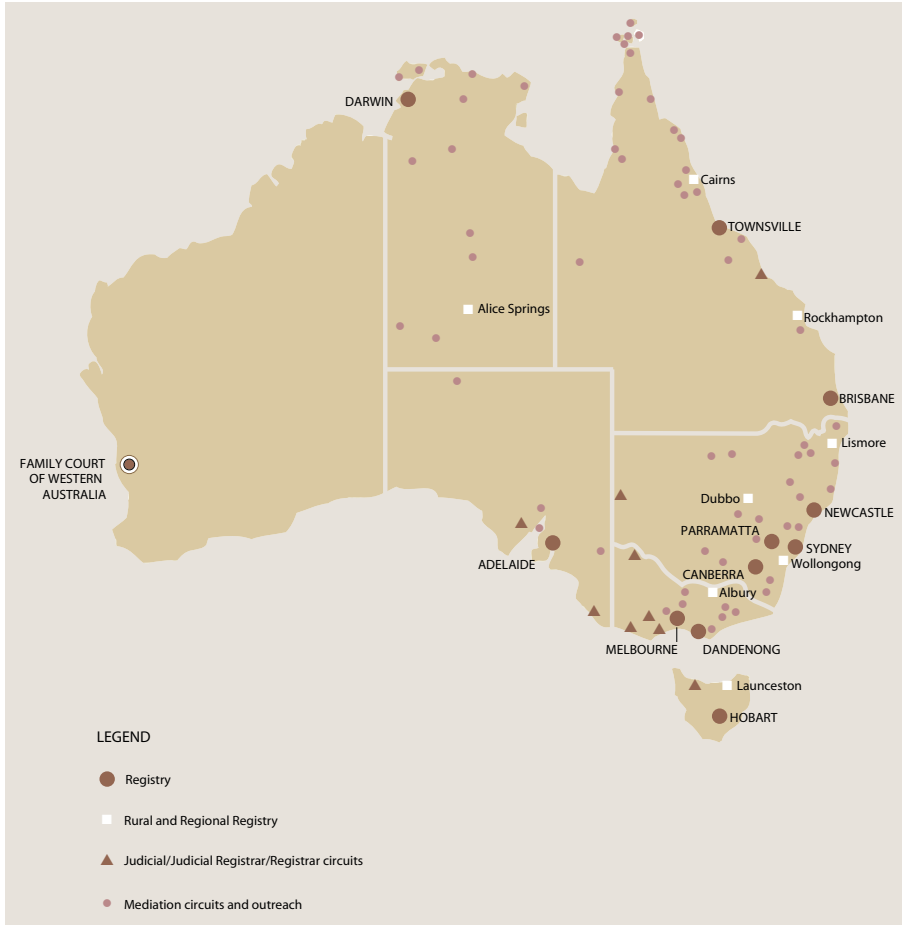 DARWIN
Cairns
TOWNSVILLE
Alice Springs
Rockhampton
BRISBANE
Lismore
FAMILY COURT
OF WESTERN
AUSTRALIA
Dubbo
NEWCASTLE
PARRAMATTA
SYDNEY
ADELAIDE
Wollongong
CANBERRA
Albury
MELBOURNE
DANDENONG
Launceston
HOBART
LEGEND
Registry
Rural and Regional Registry
Judicial/Judicial Registrar/Registrar circuits
Mediation circuits and outreach